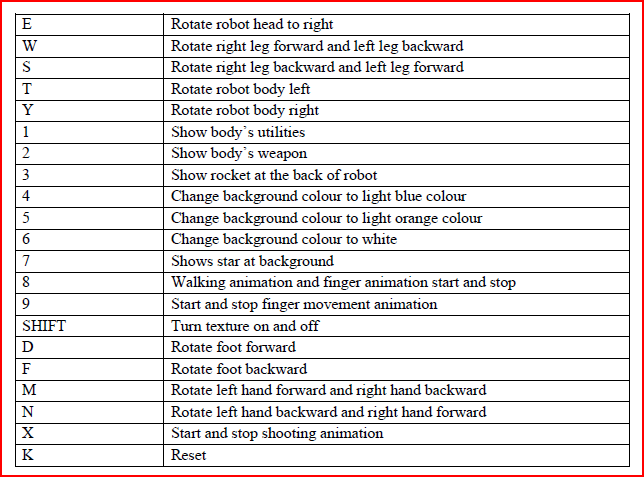 E Rotate robot head to right
W Rotate right leg forward and left leg backward
S Rotate right leg backward and left leg forward
T Rotate robot body left
Y Rotate robot body right
1 Show body's utilities
2 Show body's weapon
3 Show rocket at the back of robot
4 Change background colour to light blue colour
5 Change background colour to light orange colour
6 Change background colour to white
7 Shows star at background
8 Walking animation and finger animation start and stop
9 Start and stop finger movement animation
SHIFT Turn texture on and off
D Rotate foot forward
F Rotate foot backward
M Rotate left hand forward and right hand backward
N Rotate left hand backward and right hand forward
X Start and stop shooting animation
K Reset